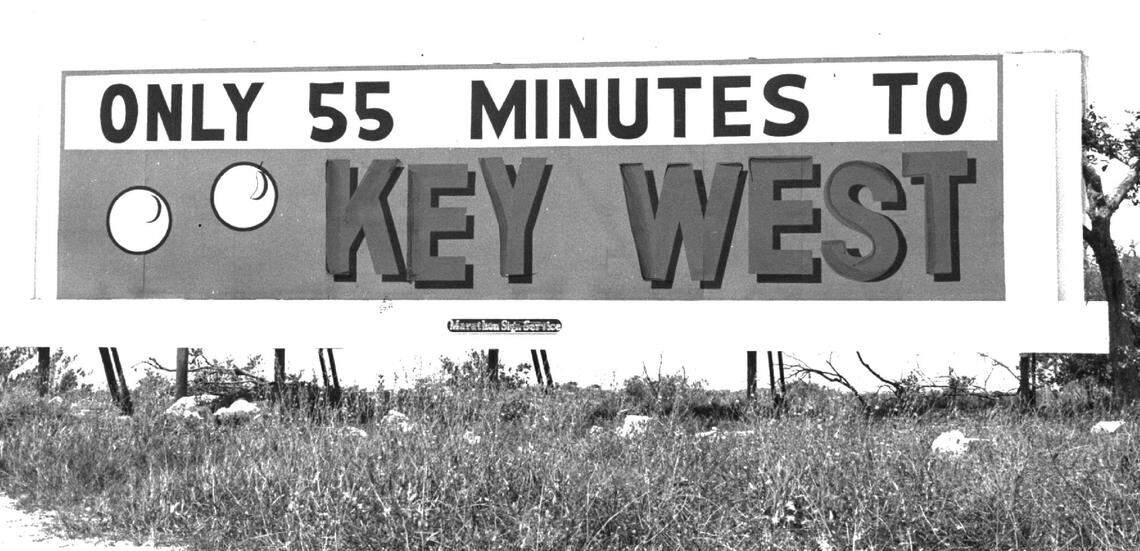 ONLY 55 MINUTES TO
KEY WEST
Marathon Sign Service